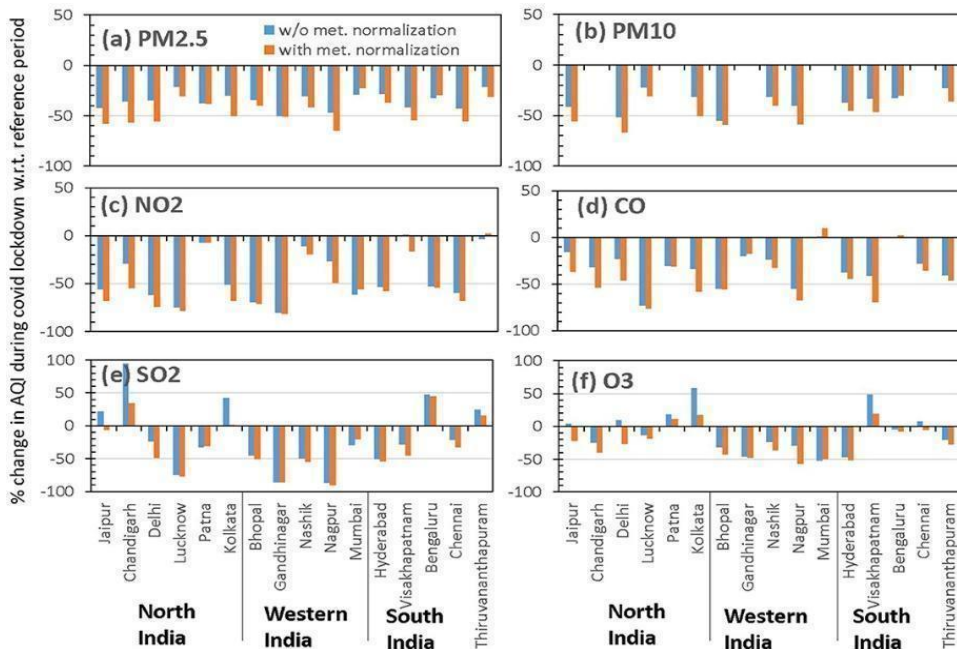 % change in AQI during covid lockdown w.r.t. reference period
50
0
-50
-100
(a) PM2.5
w/o met. normalization
with met. normalization
50
0
-50
-100
(b) PM10
50
0
-50
-100
(c) NO2
50
0
-50
-100
(d) CO
100
50
0
-50
-100
(e) SO2
100
50
0
-50
-100
(f) O3
Jaipur
Chandigarh
Delhi
Lucknow
Patna
Kolkata
Bhopal
Gandhinagar
Nashik
Nagpur
Mumbai
Hyderabad
Visakhapatnam
Bengaluru
Chennai
Thiruvananthapuram
North
India
Western
India
South
India
Jaipur
Chandigarh
Delhi
Lucknow
Patna
Kolkata
Bhopal
Gandhinagar
Nashik
Nagpur
Mumbai
Hyderabad
Visakhapatnam
Bengaluru
Chennai
Thiruvananthapuram
North
India
Western
India
South
India